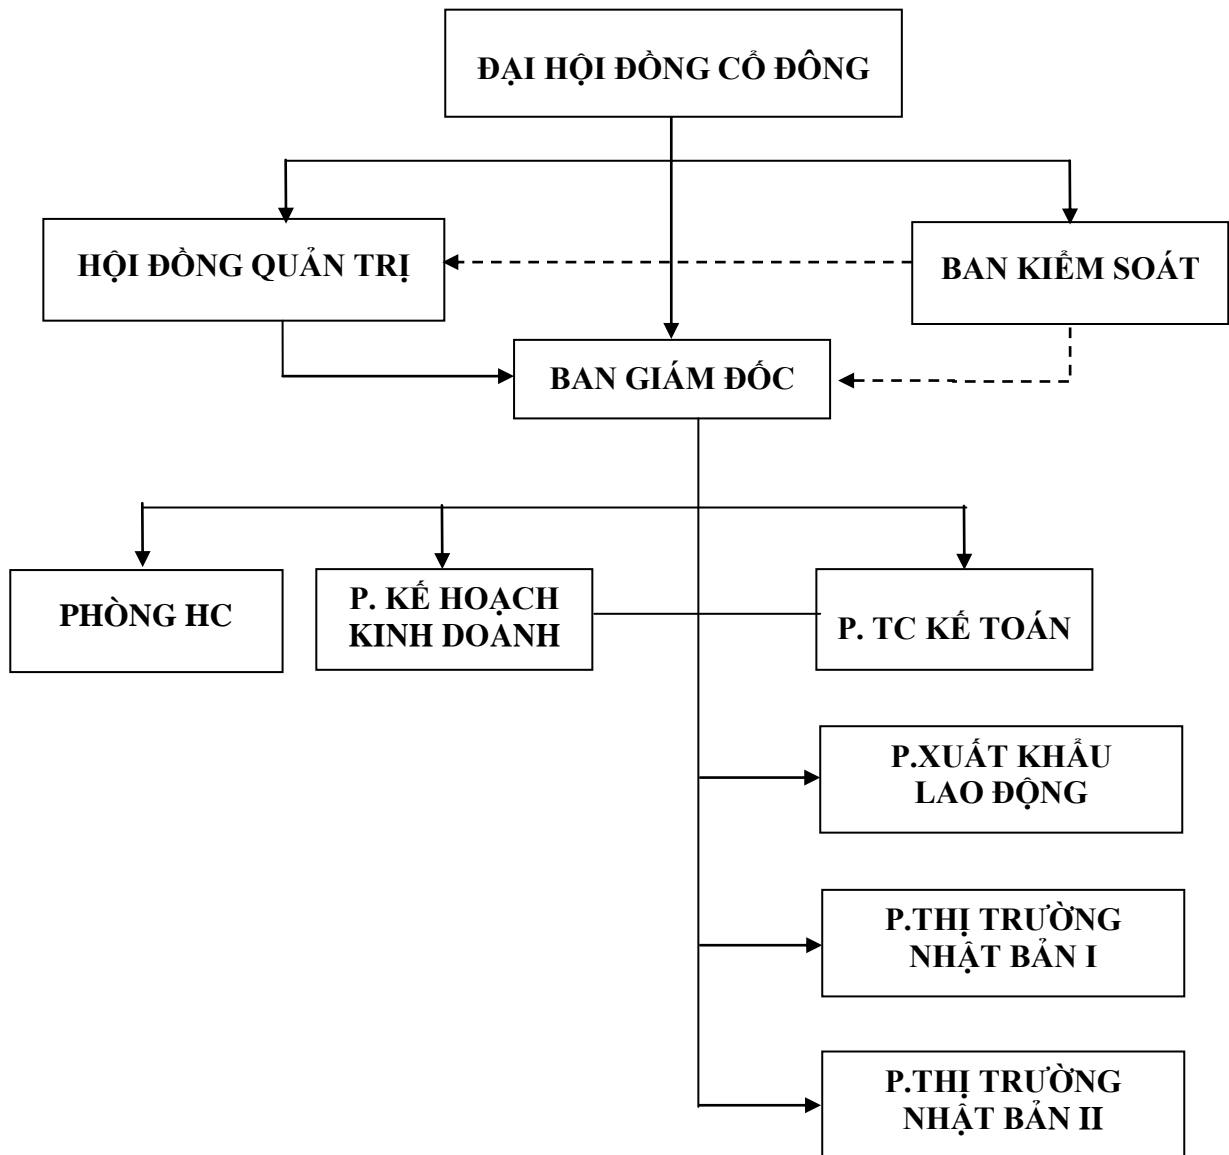 ĐẠI HỘI ĐỒNG CỔ ĐÔNG
HỘI ĐỒNG QUẢN TRỊ
BAN KIỂM SOÁT
BAN GIÁM ĐỐC
PHÒNG HC
P. KẾ HOẠCH
KINH DOANH
P. TC KẾ TOÁN
P.XUẤT KHẨU
LAO ĐỘNG
P.THỊ TRƯỜNG
NHẬT BẢN I
P.THỊ TRƯỜNG
NHẬT BẢN II